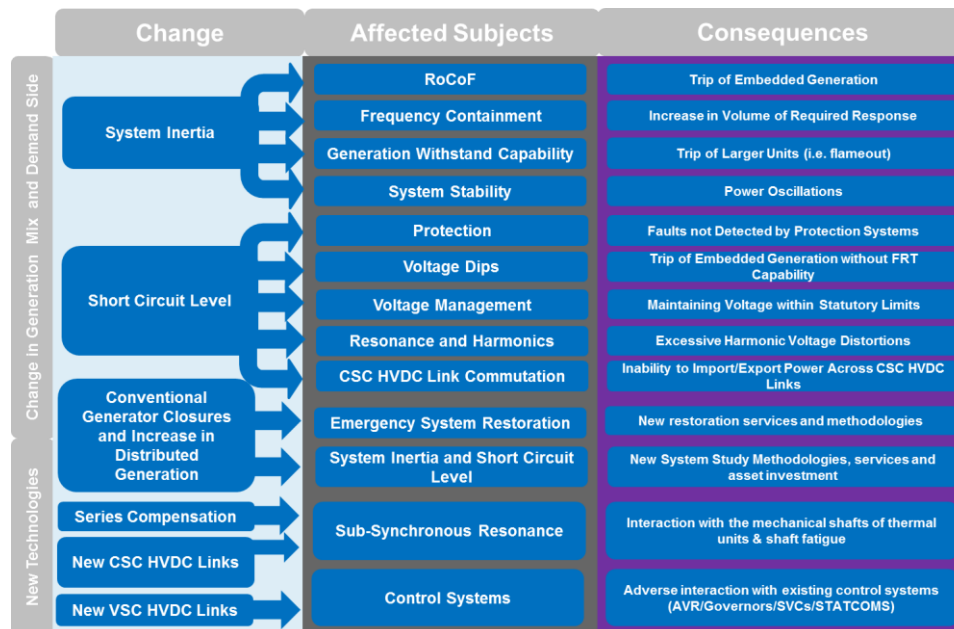 Change
Affected Subjects
Consequences
Change in Generation Mix and Demand Side
System Inertia
RoCoF
Trip of Embedded Generation
Frequency Containment
Increase in Volume of Required Response
Generation Withstand Capability
Trip of Larger Units (i.e. flameout)
System Stability
Power Oscillations
Short Circuit Level
Protection
Faults not Detected by Protection Systems
Voltage Dips
Trip of Embedded Generation without FRT
Capability
Voltage Management
Maintaining Voltage within Statutory Limits
Resonance and Harmonics
Excessive Harmonic Voltage Distortions
CSC HVDC Link Commutation
Inability to Import/Export Power Across CSC HVDC
Links
Conventional
Generator Closures
and Increase in
Distributed
Generation
Emergency System Restoration
New restoration services and methodologies
System Inertia and Short Circuit
Level
New System Study Methodologies, services and
asset investment
New Technologies
Series Compensation
New CSC HVDC Links
Sub-Synchronous Resonance
Interaction with the mechanical shafts of thermal
units & shaft fatigue
New VSC HVDC Links
Control Systems
Adverse interaction with existing control systems
(AVR/Governors/SVCs/STATCOMS)